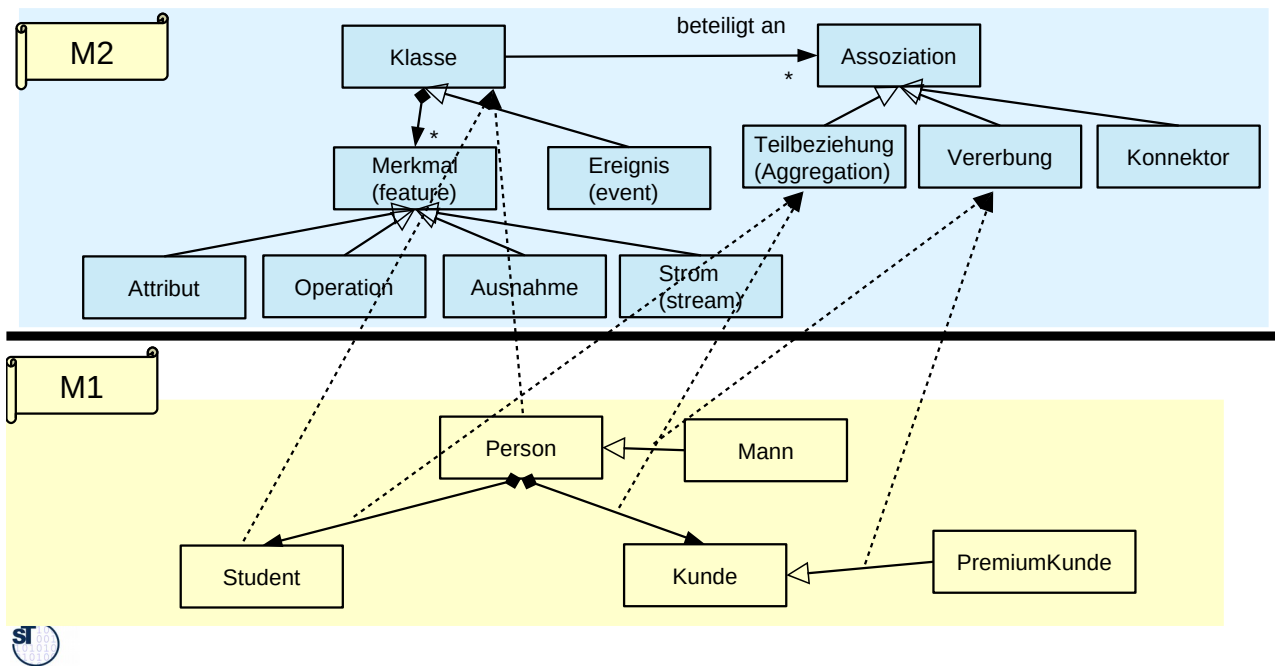 M2
Klasse
beteiligt an
*
Assoziation
*
Merkmal
(feature)
Ereignis
(event)
Teilbeziehung
(Aggregation)
Vererbung
Konnektor
Attribut
Operation
Ausnahme
Strom
(stream)
M1
Person
Mann
Student
Kunde
PremiumKunde
ST